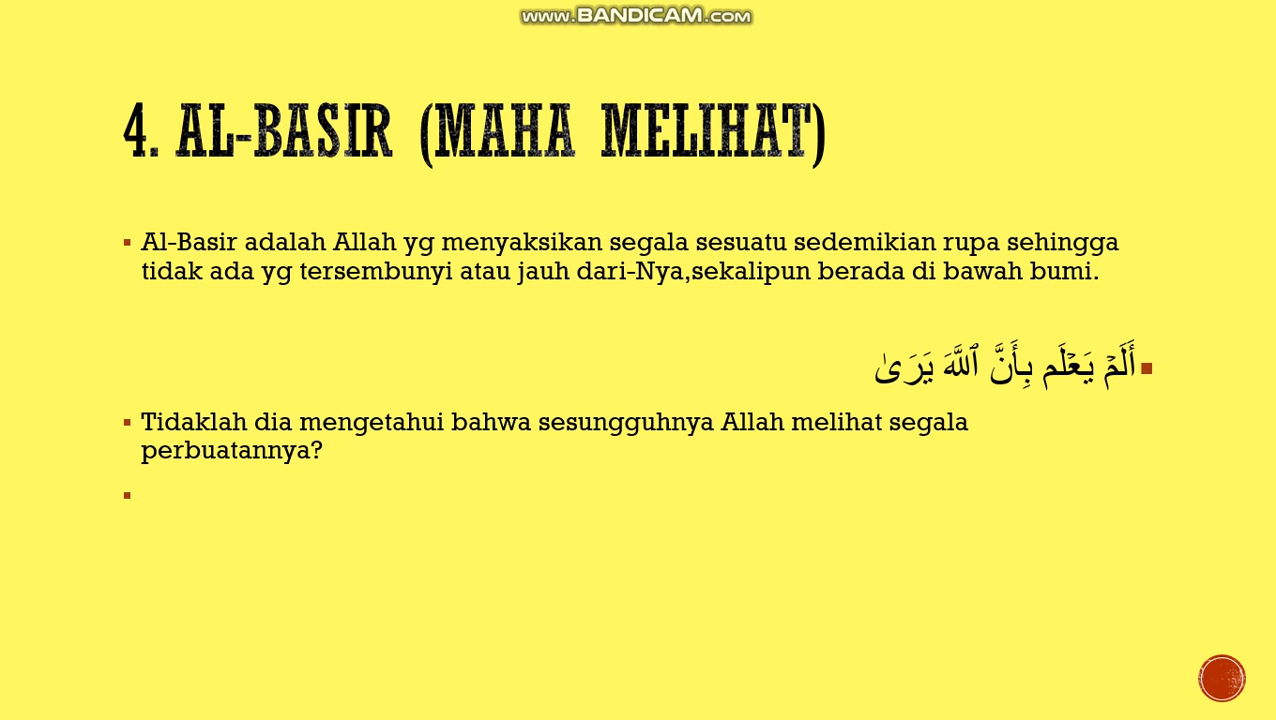 www.BANDICAM.com
4. AL-BASIR (MAHA MELIHAT)
Al-Basir adalah Allah yg menyaksikan segala sesuatu sedemikian rupa sehingga
tidak ada yg tersembunyi atau jauh dari-Nya,sekalipun berada di bawah bumi.
أَلَمۡ يَعۡلَم بِأَنَّ ٱللَّهَ يَرَىٰ
Tidaklah dia mengetahui bahwa sesungguhnya Allah melihat segala
perbuatannya?